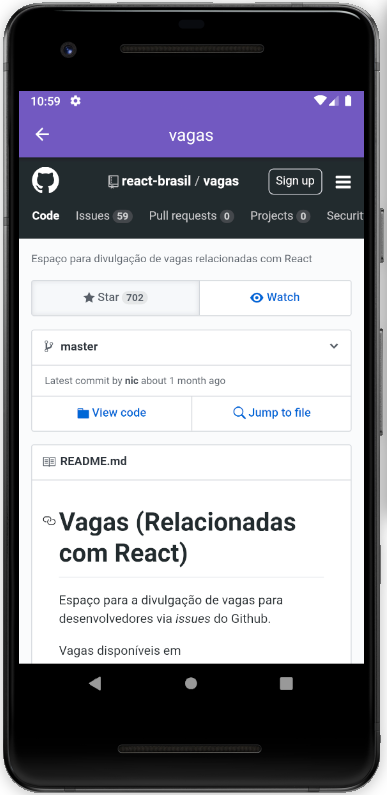 10:59
vagas
react-brasil / vagas Sign up
Code Issues 59 Pull requests 0 Projects 0 Securit
Espaço para divulgação de vagas relacionadas com React
Star 702 Watch
master
Latest commit by nic about 1 month ago
View code Jump to file
README.md
Vagas (Relacionadas
com React)
Espaço para a divulgação de vagas para
desenvolvedores via issues do Github.
Vagas disponíveis em